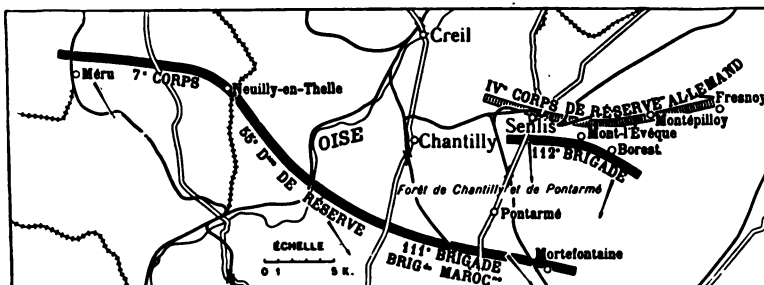 Creil
Méru
7e CORPS
Neuilly-en-Thelle
IVe CORPS DE RÉSERVE ALLEMAND
Fresnoy
Montépilloy
Senlis
Mont-l'Évêque
Borest
OISE
Chantilly
112e BRIGADE
DE RÉSERVE
Forêt de Chantilly et de Pontarmé
Pontarmé
ÉCHELLE
0 1 5 K.
111e BRIGADE
BRIGde MAROCne
Mortefontaine